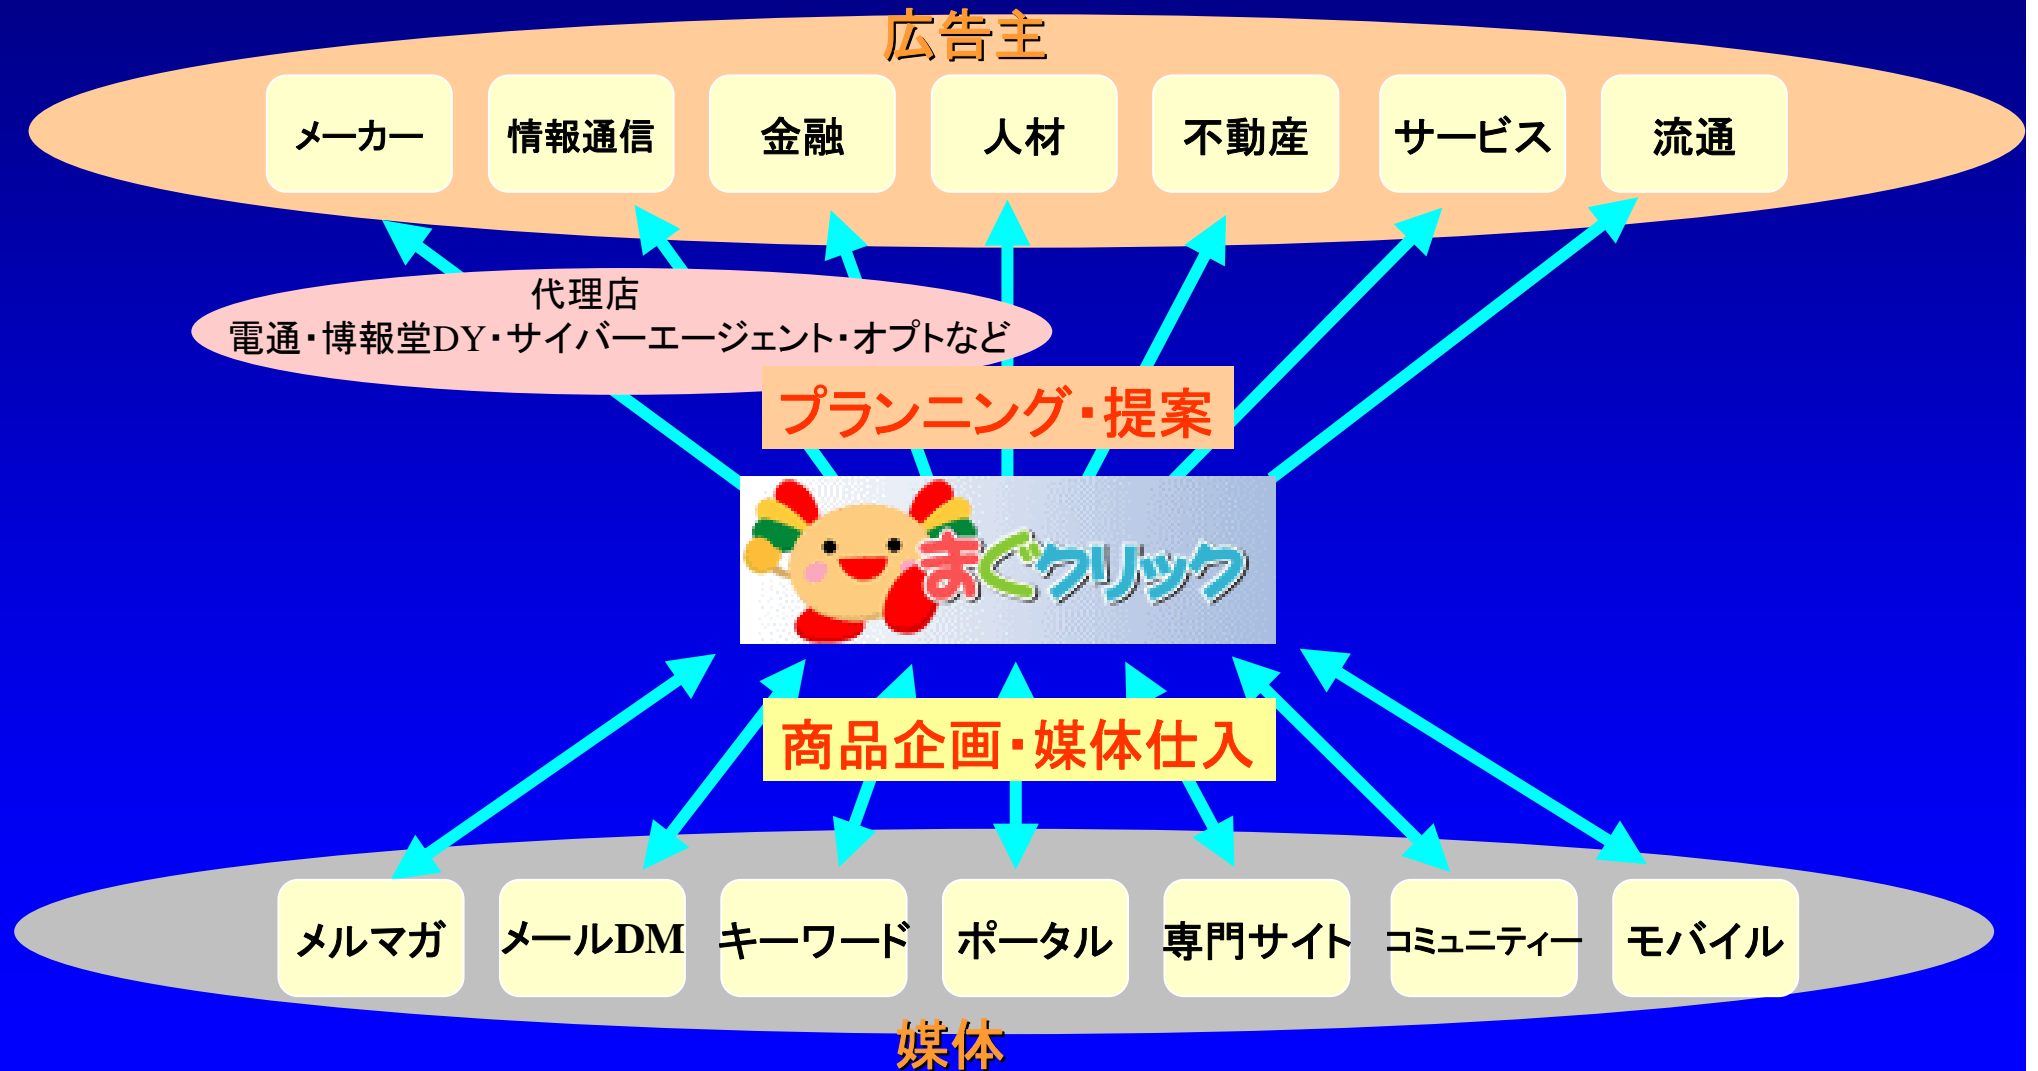 広告主
メーカー
情報通信
金融
人材
不動産
サービス
流通
代理店
電通・博報堂DY・サイバーエージェント・オプトなど
プランニング・提案
まぐクリック
商品企画・媒体仕入
メルマガ
メールDM
キーワード
ポータル
専門サイト
コミュニティー
モバイル
媒体